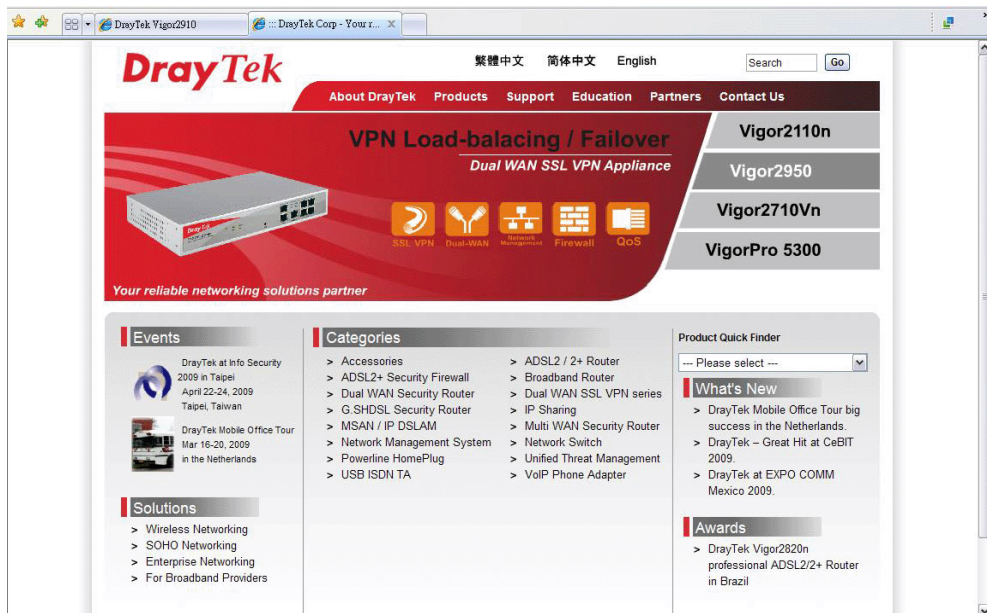 DrayTek Vigor2910
::: DrayTek Corp - Your r...
DrayTek
繁體中文 简体中文 English
Search Go
About DrayTek Products Support Education Partners Contact Us
VPN Load-balacing / Failover
Dual WAN SSL VPN Appliance
SSL VPN Dual-WAN Network Management Firewall QoS
DrayTek
Your reliable networking solutions partner
Vigor2110n
Vigor2950
Vigor2710Vn
VigorPro 5300
Events
DrayTek at Info Security
2009 in Taipei
April 22-24, 2009
Taipei, Taiwan
DrayTek Mobile Office Tour
Mar 16-20, 2009
in the Netherlands
Solutions
> Wireless Networking
> SOHO Networking
> Enterprise Networking
> For Broadband Providers
Categories
> Accessories
> ADSL2+ Security Firewall
> Dual WAN Security Router
> G.SHDSL Security Router
> MSAN / IP DSLAM
> Network Management System
> Powerline HomePlug
> USB ISDN TA
> ADSL2 / 2+ Router
> Broadband Router
> Dual WAN SSL VPN series
> IP Sharing
> Multi WAN Security Router
> Network Switch
> Unified Threat Management
> VoIP Phone Adapter
Product Quick Finder
--- Please select ---
What's New
> DrayTek Mobile Office Tour big
success in the Netherlands.
> DrayTek – Great Hit at CeBIT
2009.
> DrayTek at EXPO COMM
Mexico 2009.
Awards
> DrayTek Vigor2820n
professional ADSL2/2+ Router
in Brazil